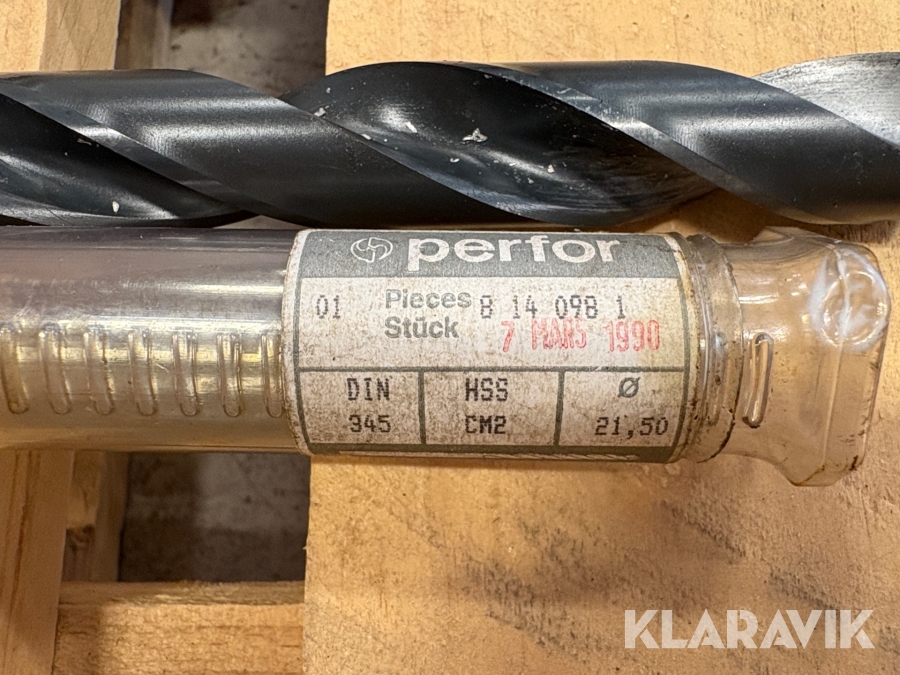 perfor
01 Pieces 8 14 098 1
Stück 7 MARS 1990
DIN HSS Ø
345 CM2 21,50
KLARAVIK